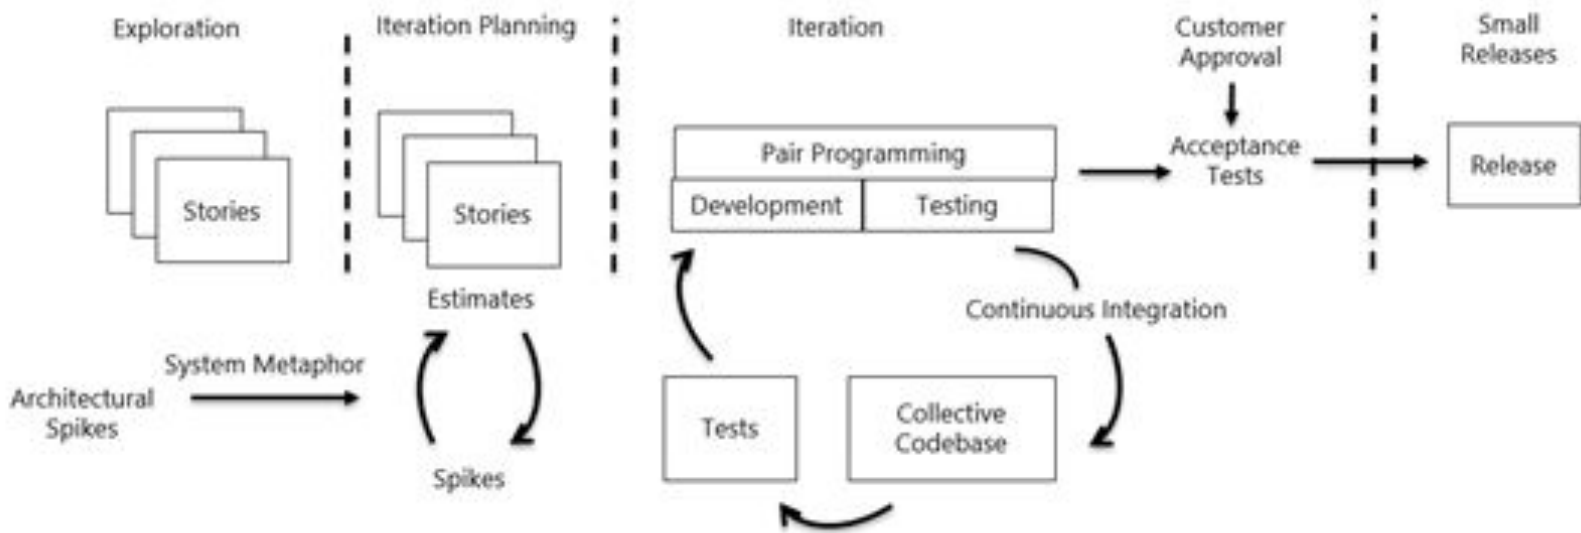 Exploration
Iteration Planning
Iteration
Customer
Approval
Small
Releases
Stories
Stories
Estimates
System Metaphor
Architectural
Spikes
Spikes
Pair Programming
Development
Testing
Acceptance
Tests
Release
Continuous Integration
Tests
Collective
Codebase